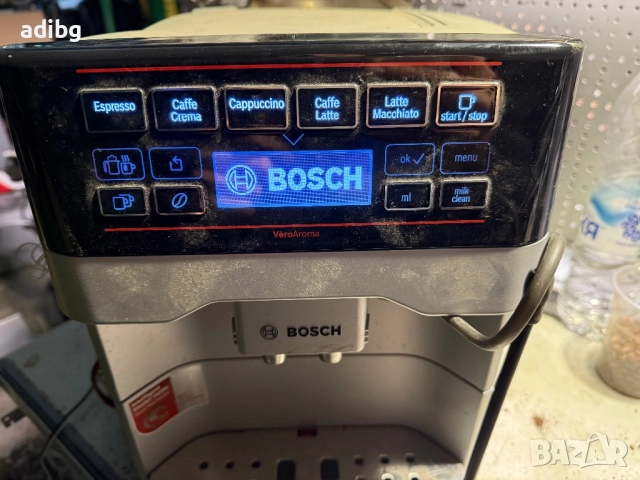 adibg
Espresso
Caffe
Crema
Cappuccino
Caffe
Latte
Latte
Macchiato
start / stop
BOSCH
ok ✓
menu
ml
milk
clean
VeroAroma
BOSCH
BAZAR